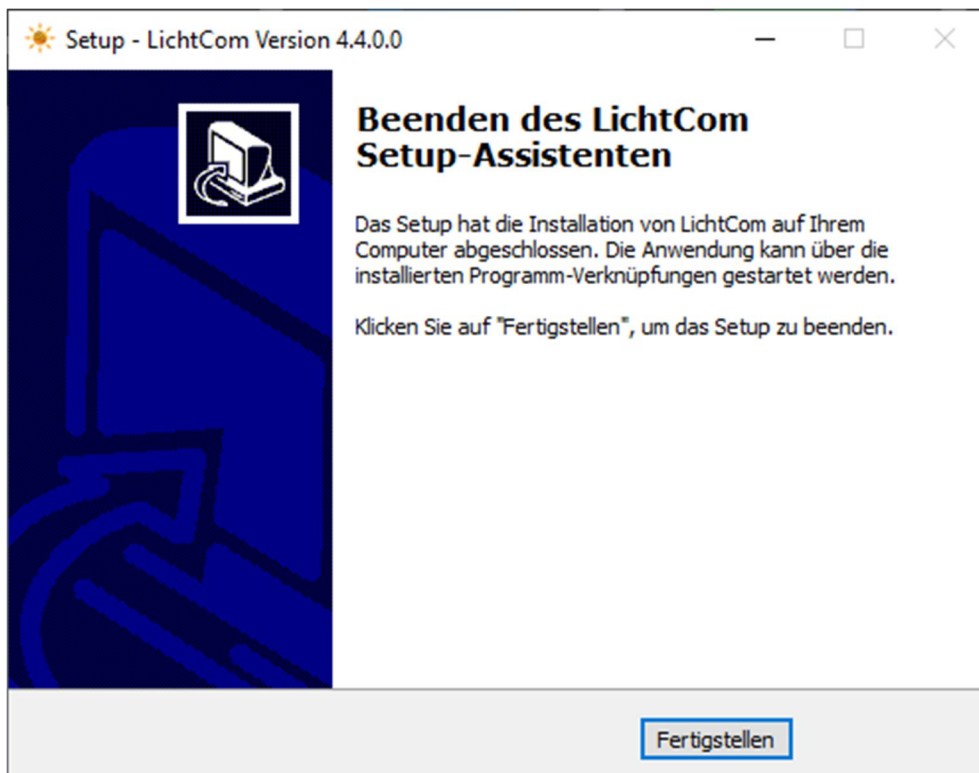 Setup - LichtCom Version 4.4.0.0
Beenden des LichtCom
Setup-Assistenten
Das Setup hat die Installation von LichtCom auf Ihrem
Computer abgeschlossen. Die Anwendung kann über die
installierten Programm-Verknüpfungen gestartet werden.
Klicken Sie auf "Fertigstellen", um das Setup zu beenden.
Fertigstellen